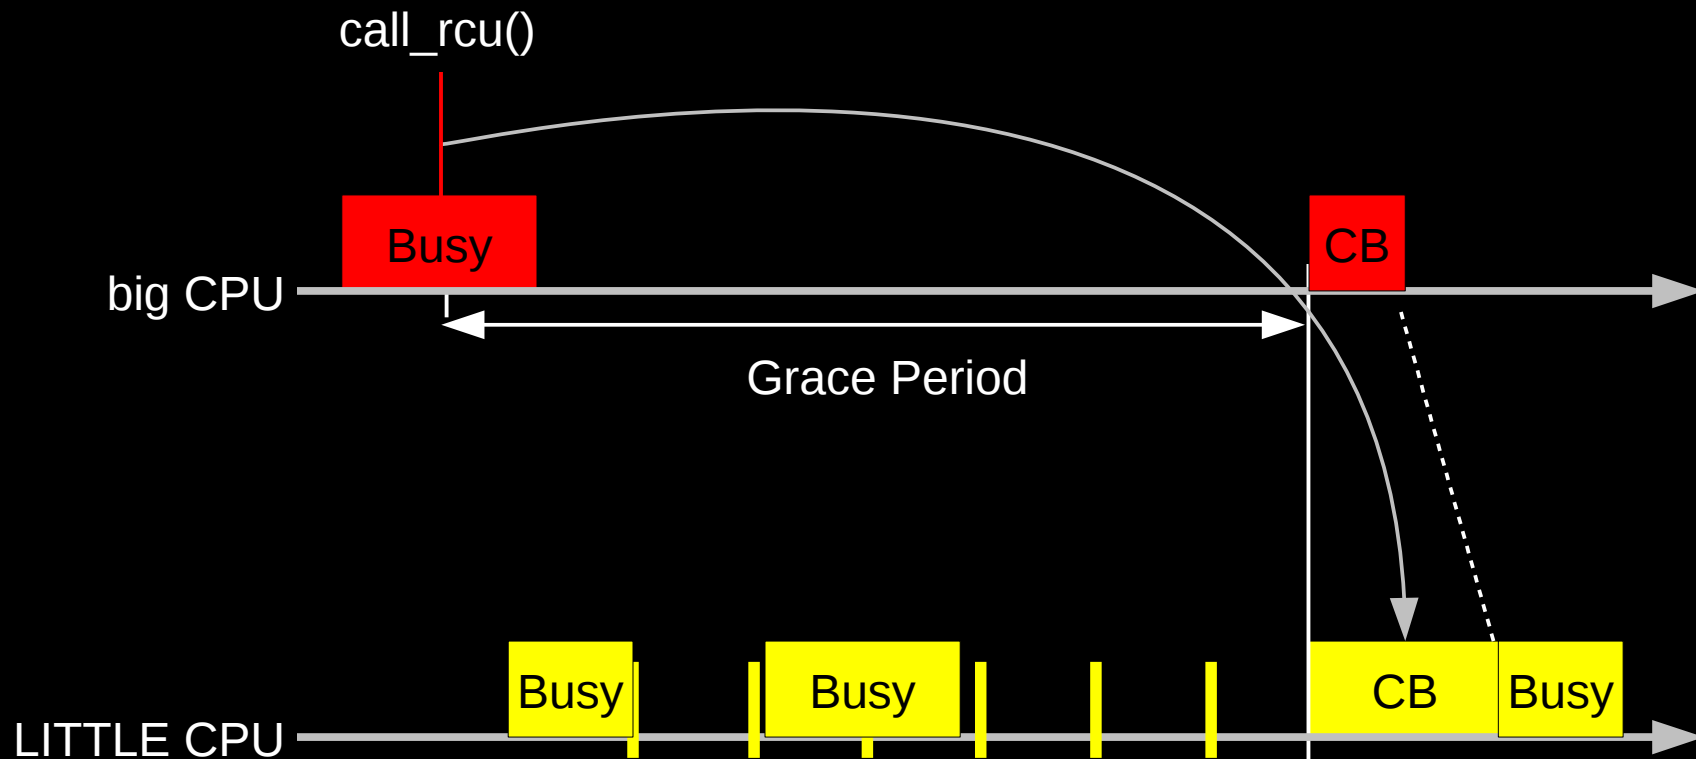 call_rcu()
Busy
CB
big CPU
Grace Period
Busy
Busy
CB
Busy
LITTLE CPU